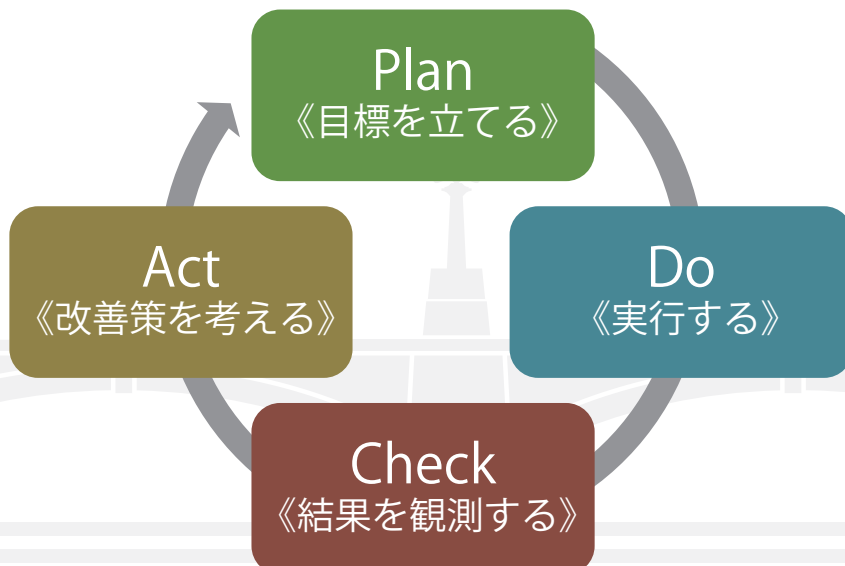 Plan
《目標を立てる》
Do
《実行する》
Check
《結果を観測する》
Act
《改善策を考える》